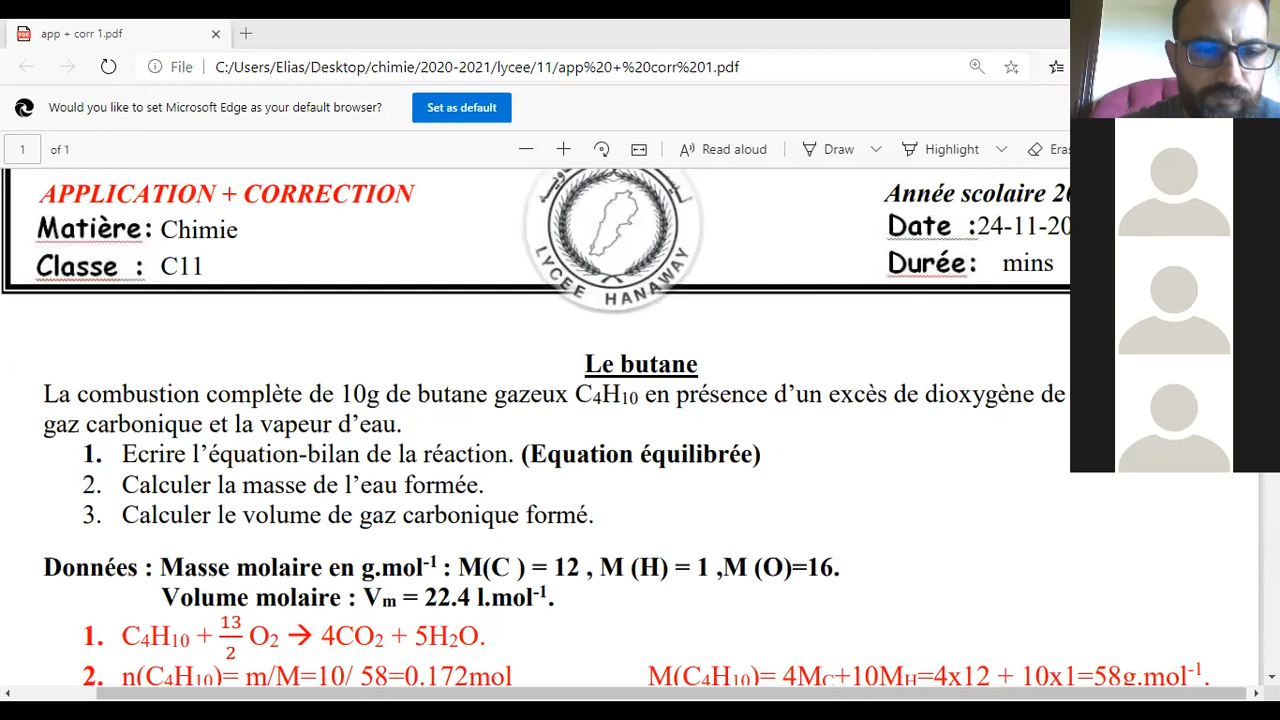 app + corr 1.pdf
File C:/Users/Elias/Desktop/chimie/2020-2021/lycee/11/app%20+%20corr%201.pdf
Would you like to set Microsoft Edge as your default browser? Set as default
1 of 1 Read aloud Draw Highlight
APPLICATION + CORRECTION
Matière: Chimie
Classe : C11
LYCEE HANAWAY
Année scolaire
Date :24-11-20
Durée: mins
Le butane
La combustion complète de 10g de butane gazeux C₄H₁₀ en présence d’un excès de dioxygène de
gaz carbonique et la vapeur d’eau.
1. Ecrire l’équation-bilan de la réaction. (Equation équilibrée)
2. Calculer la masse de l’eau formée.
3. Calculer le volume de gaz carbonique formé.
Données : Masse molaire en g.mol⁻¹ : M(C ) = 12 , M (H) = 1 ,M (O)=16.
Volume molaire : Vₘ = 22.4 l.mol⁻¹.
1. C₄H₁₀ + 13/2 O₂ → 4CO₂ + 5H₂O.
2. n(C₄H₁₀)= m/M=10/ 58=0.172mol M(C₄H₁₀)= 4M_C+10M_H=4x12 + 10x1=58g.mol⁻¹.